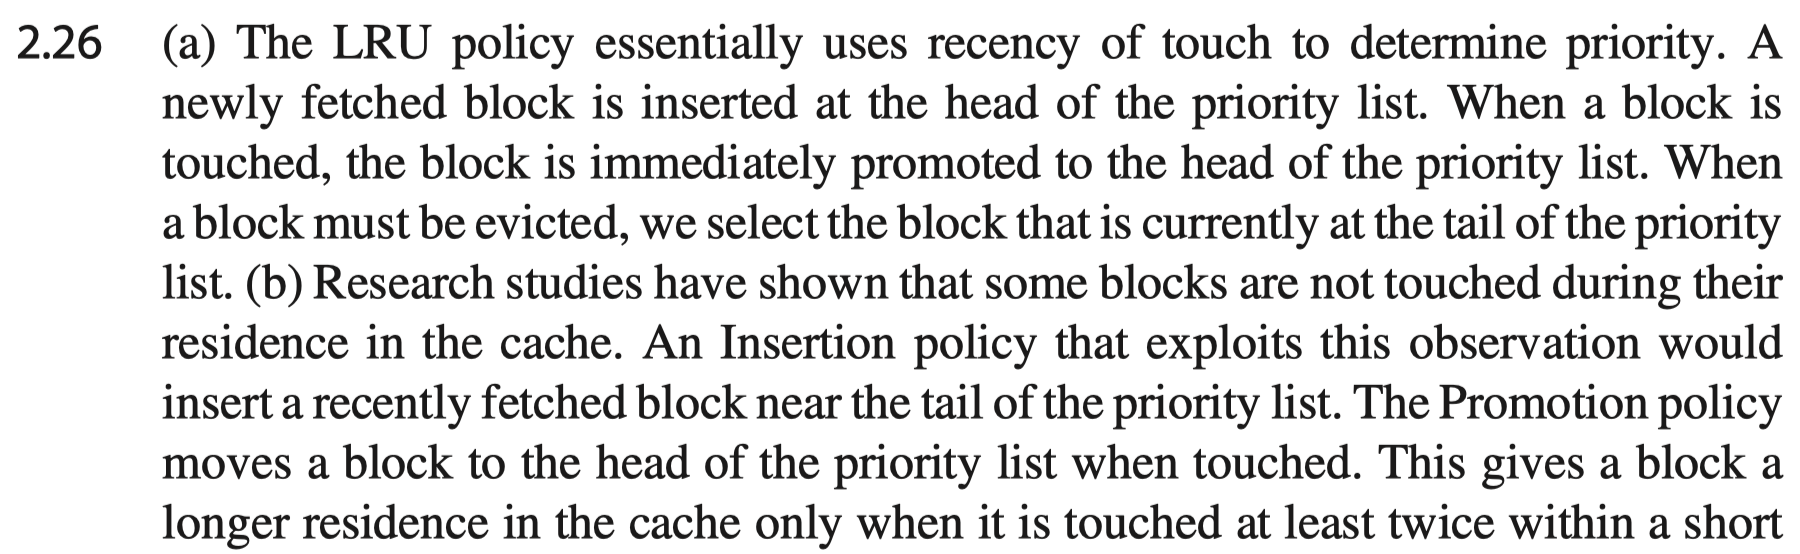 2.26 (a) The LRU policy essentially uses recency of touch to determine priority. A
newly fetched block is inserted at the head of the priority list. When a block is
touched, the block is immediately promoted to the head of the priority list. When
a block must be evicted, we select the block that is currently at the tail of the priority
list. (b) Research studies have shown that some blocks are not touched during their
residence in the cache. An Insertion policy that exploits this observation would
insert a recently fetched block near the tail of the priority list. The Promotion policy
moves a block to the head of the priority list when touched. This gives a block a
longer residence in the cache only when it is touched at least twice within a short